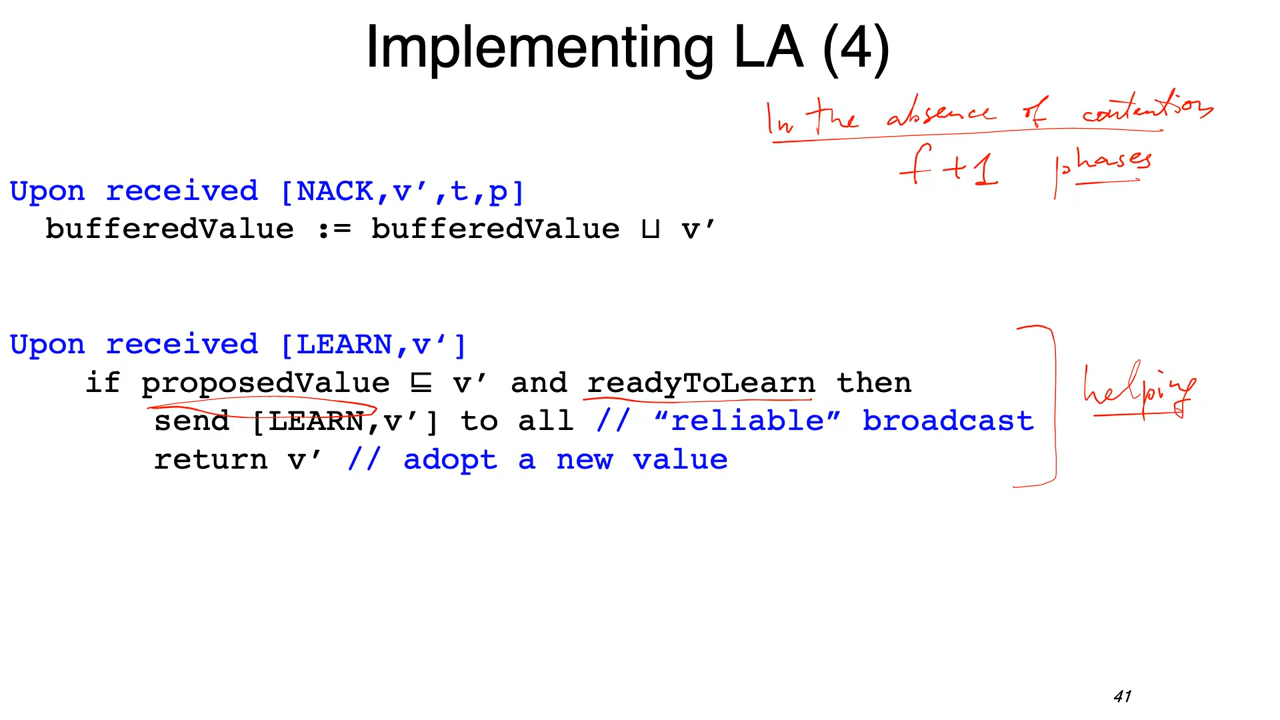 Implementing LA (4)
In the absence of contention
f+1 phases
Upon received [NACK,v’,t,p]
bufferedValue := bufferedValue ⊔ v’
Upon received [LEARN,v‘]
if proposedValue ⊑ v’ and readyToLearn then
send [LEARN,v’] to all // “reliable” broadcast
return v’ // adopt a new value
helping
41